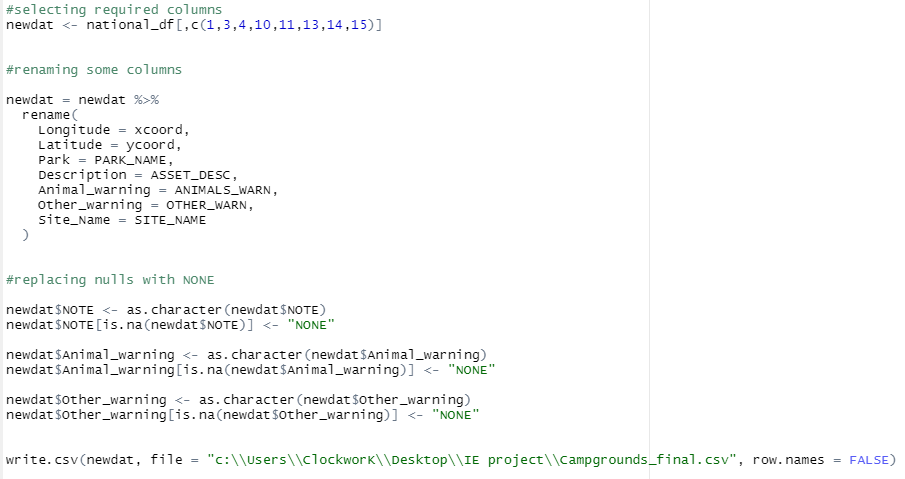 #selecting required columns
newdat <- national_df[,c(1,3,4,10,11,13,14,15)]
#renaming some columns
newdat = newdat %>%
rename(
Longitude = xcoord,
Latitude = ycoord,
Park = PARK_NAME,
Description = ASSET_DESC,
Animal_warning = ANIMALS_WARN,
Other_warning = OTHER_WARN,
Site_Name = SITE_NAME
)
#replacing nulls with NONE
newdat$NOTE <- as.character(newdat$NOTE)
newdat$NOTE[is.na(newdat$NOTE)] <- "NONE"
newdat$Animal_warning <- as.character(newdat$Animal_warning)
newdat$Animal_warning[is.na(newdat$Animal_warning)] <- "NONE"
newdat$Other_warning <- as.character(newdat$Other_warning)
newdat$Other_warning[is.na(newdat$Other_warning)] <- "NONE"
write.csv(newdat, file = "c:\\Users\\ClockworK\\Desktop\\IE project\\Campgrounds_final.csv", row.names = FALSE)